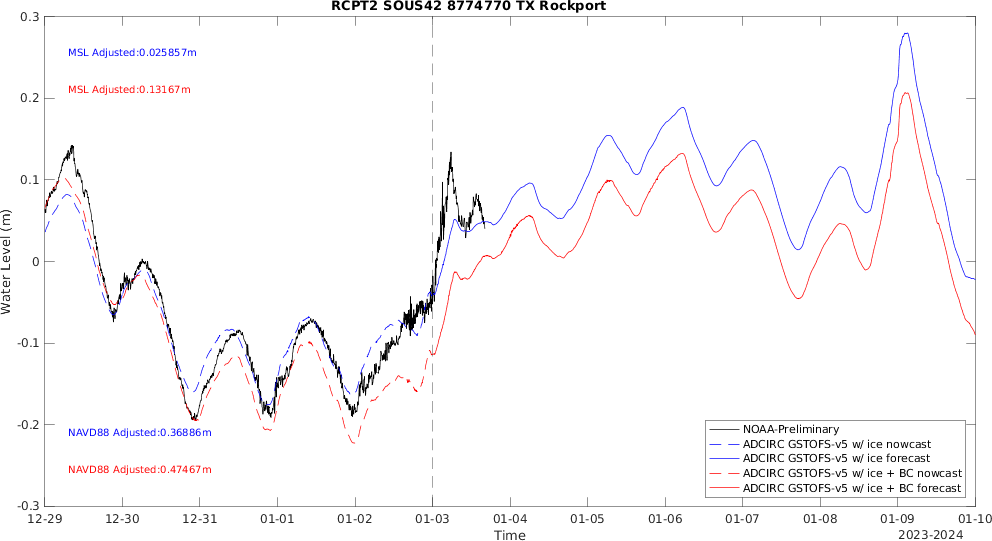 RCPT2 SOUS42 8774770 TX Rockport
MSL Adjusted:0.025857m
MSL Adjusted:0.13167m
NAVD88 Adjusted:0.36886m
NAVD88 Adjusted:0.47467m
Water Level (m)
0.3
0.2
0.1
0
-0.1
-0.2
-0.3
NOAA-Preliminary
ADCIRC GSTOFS-v5 w/ ice nowcast
ADCIRC GSTOFS-v5 w/ ice forecast
ADCIRC GSTOFS-v5 w/ ice + BC nowcast
ADCIRC GSTOFS-v5 w/ ice + BC forecast
12-29 12-30 12-31 01-01 01-02 01-03 01-04 01-05 01-06 01-07 01-08 01-09 01-10
Time
2023-2024